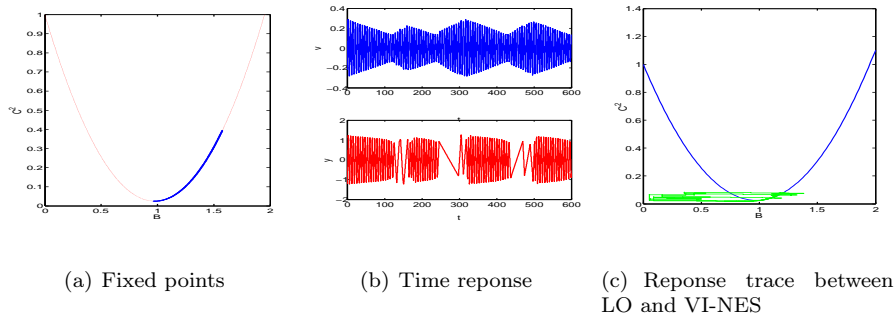 1
0.9
0.8
0.7
0.6
0.5
0.4
0.3
0.2
0.1
0
0 0.5 1 1.5 2
C²
B
0.4
0.2
0
−0.2
−0.4
0 100 200 300 400 500 600
v
τ
2
1
0
−1
−2
0 100 200 300 400 500 600
y
τ
1.4
1.2
1
0.8
0.6
0.4
0.2
0
0 0.5 1 1.5 2
C²
B
(a) Fixed points
(b) Time reponse
(c) Reponse trace between
LO and VI-NES